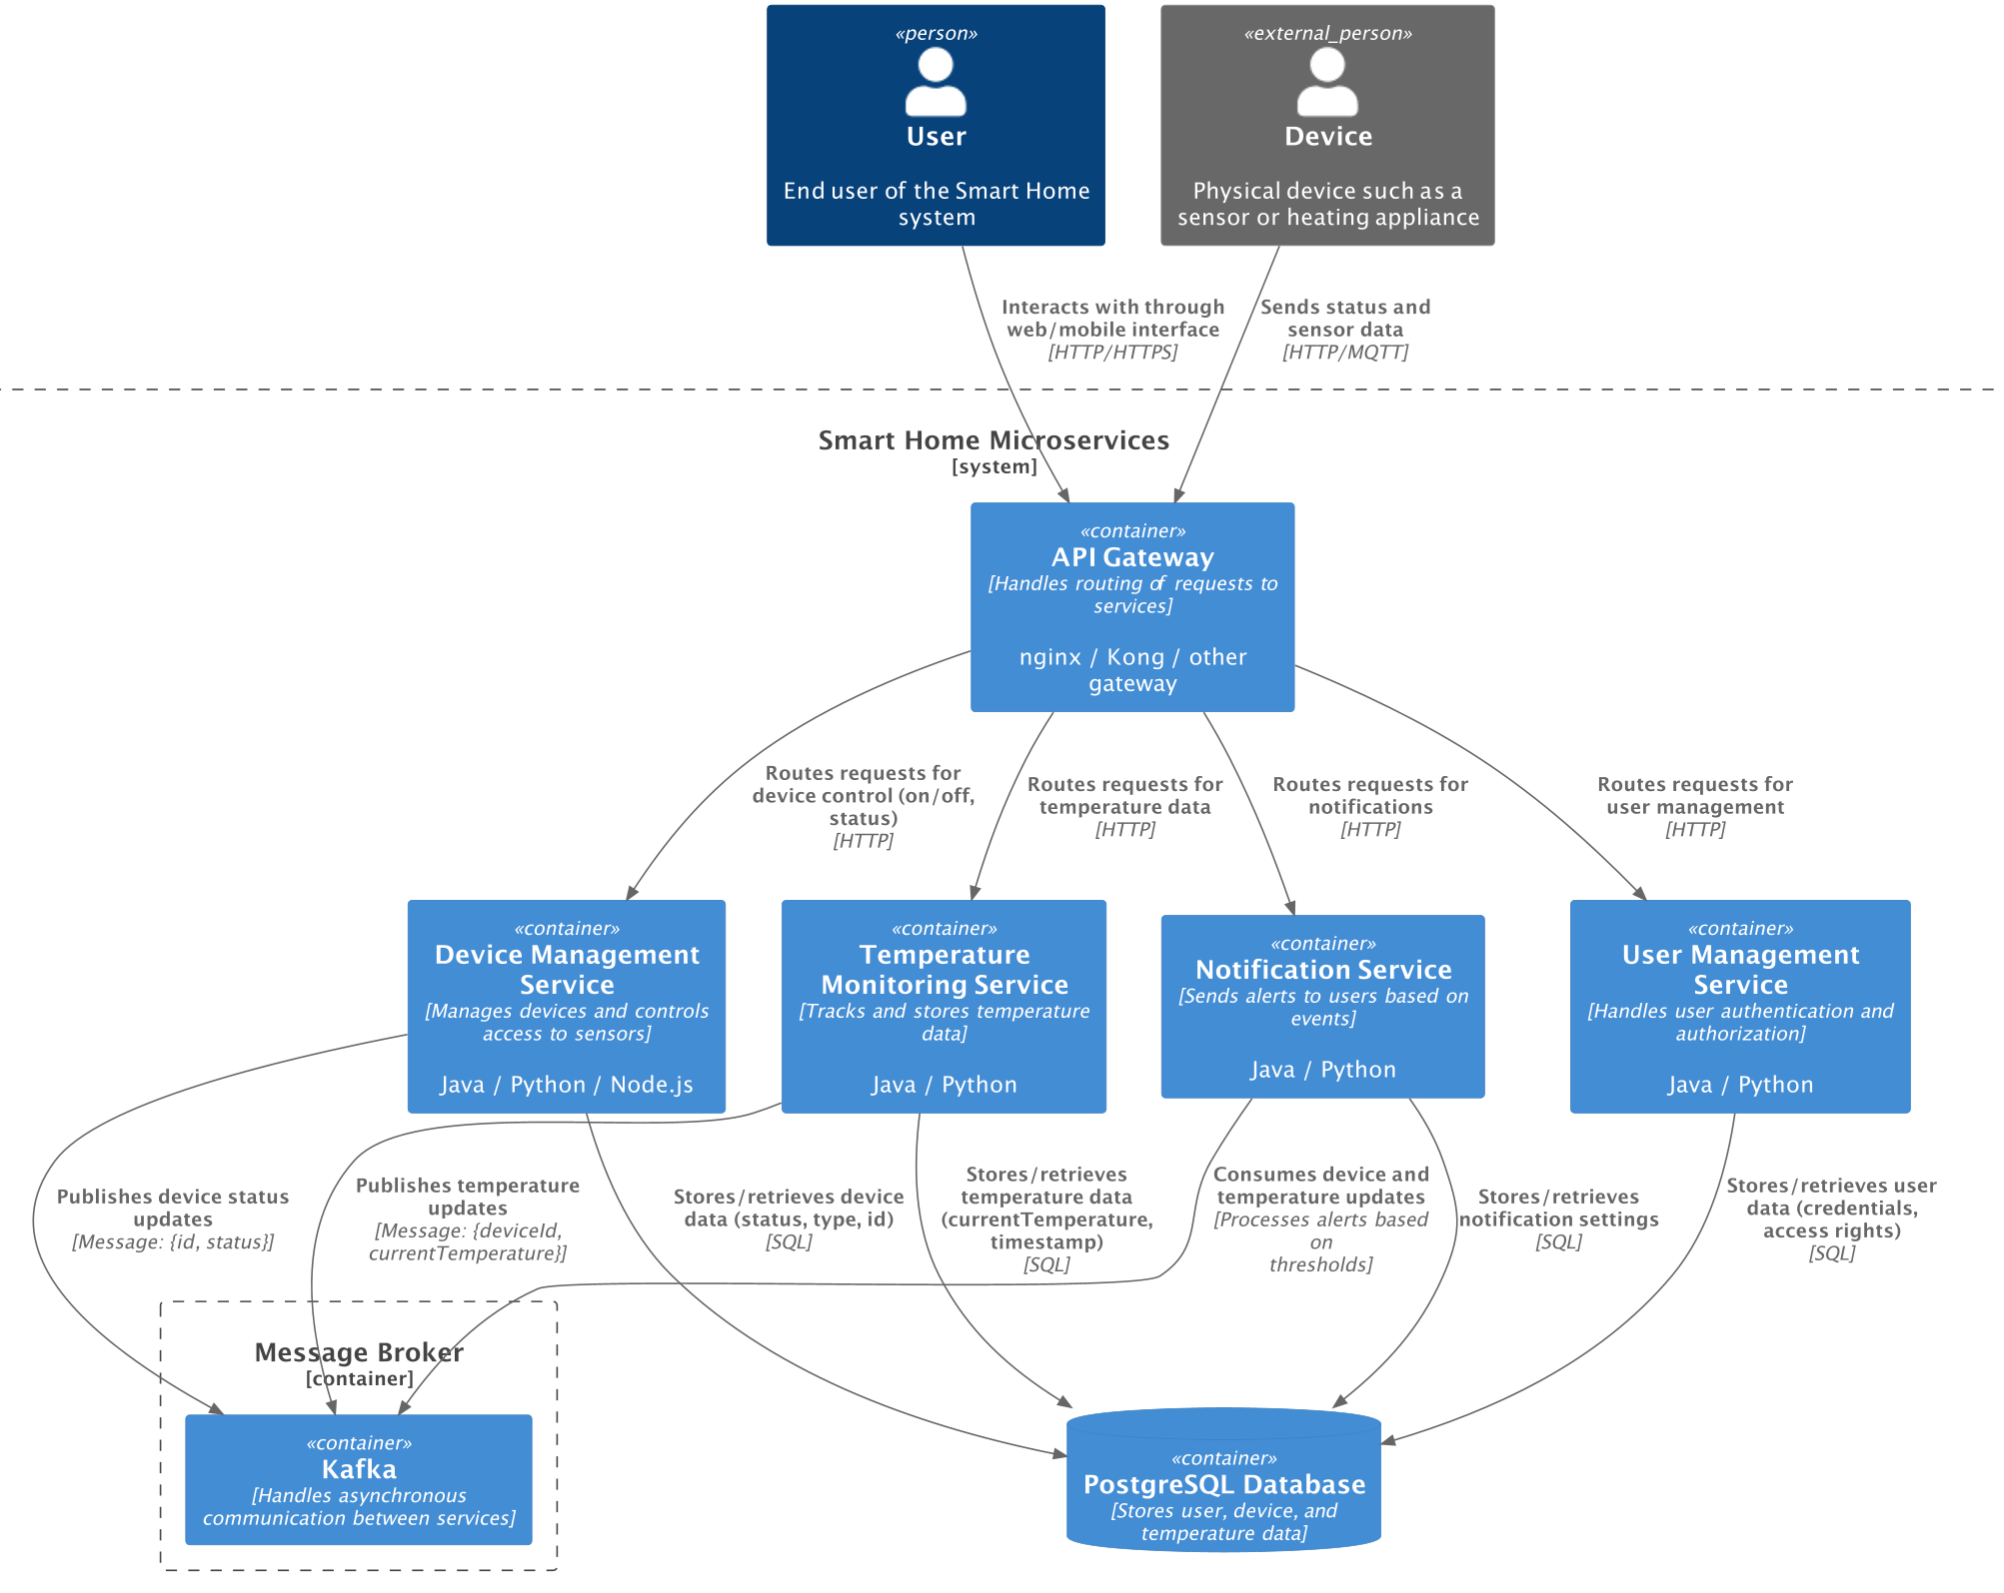 «person»
User
End user of the Smart Home
system
«external_person»
Device
Physical device such as a
sensor or heating appliance
Interacts with through
web/mobile interface
[HTTP/HTTPS]
Sends status and
sensor data
[HTTP/MQTT]
Smart Home Microservices
[system]
«container»
API Gateway
[Handles routing of requests to
services]
nginx / Kong / other
gateway
Routes requests for
device control (on/off,
status)
[HTTP]
Routes requests for
temperature data
[HTTP]
Routes requests for
notifications
[HTTP]
Routes requests for
user management
[HTTP]
«container»
Device Management
Service
[Manages devices and controls
access to sensors]
Java / Python / Node.js
«container»
Temperature
Monitoring Service
[Tracks and stores temperature
data]
Java / Python
«container»
Notification Service
[Sends alerts to users based on
events]
Java / Python
«container»
User Management
Service
[Handles user authentication and
authorization]
Java / Python
Publishes device status
updates
[Message: {id, status}]
Publishes temperature
updates
[Message: {deviceId,
currentTemperature}]
Stores/retrieves device
data (status, type, id)
[SQL]
Stores/retrieves
temperature data
(currentTemperature,
timestamp)
[SQL]
Consumes device and
temperature updates
[Processes alerts based
on
thresholds]
Stores/retrieves
notification settings
[SQL]
Stores/retrieves user
data (credentials,
access rights)
[SQL]
Message Broker
[container]
«container»
Kafka
[Handles asynchronous
communication between services]
«container»
PostgreSQL Database
[Stores user, device, and
temperature data]